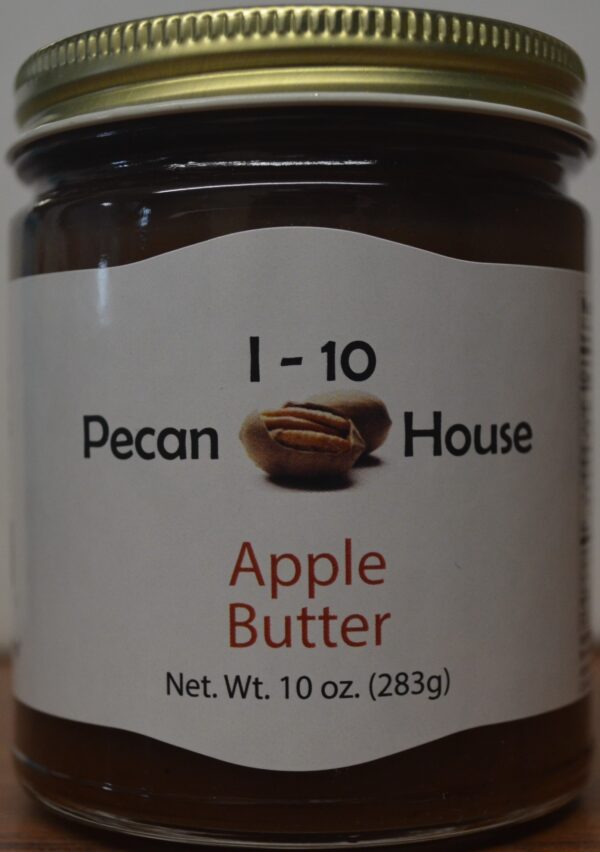 I - 10
Pecan House
Apple
Butter
Net. Wt. 10 oz. (283g)